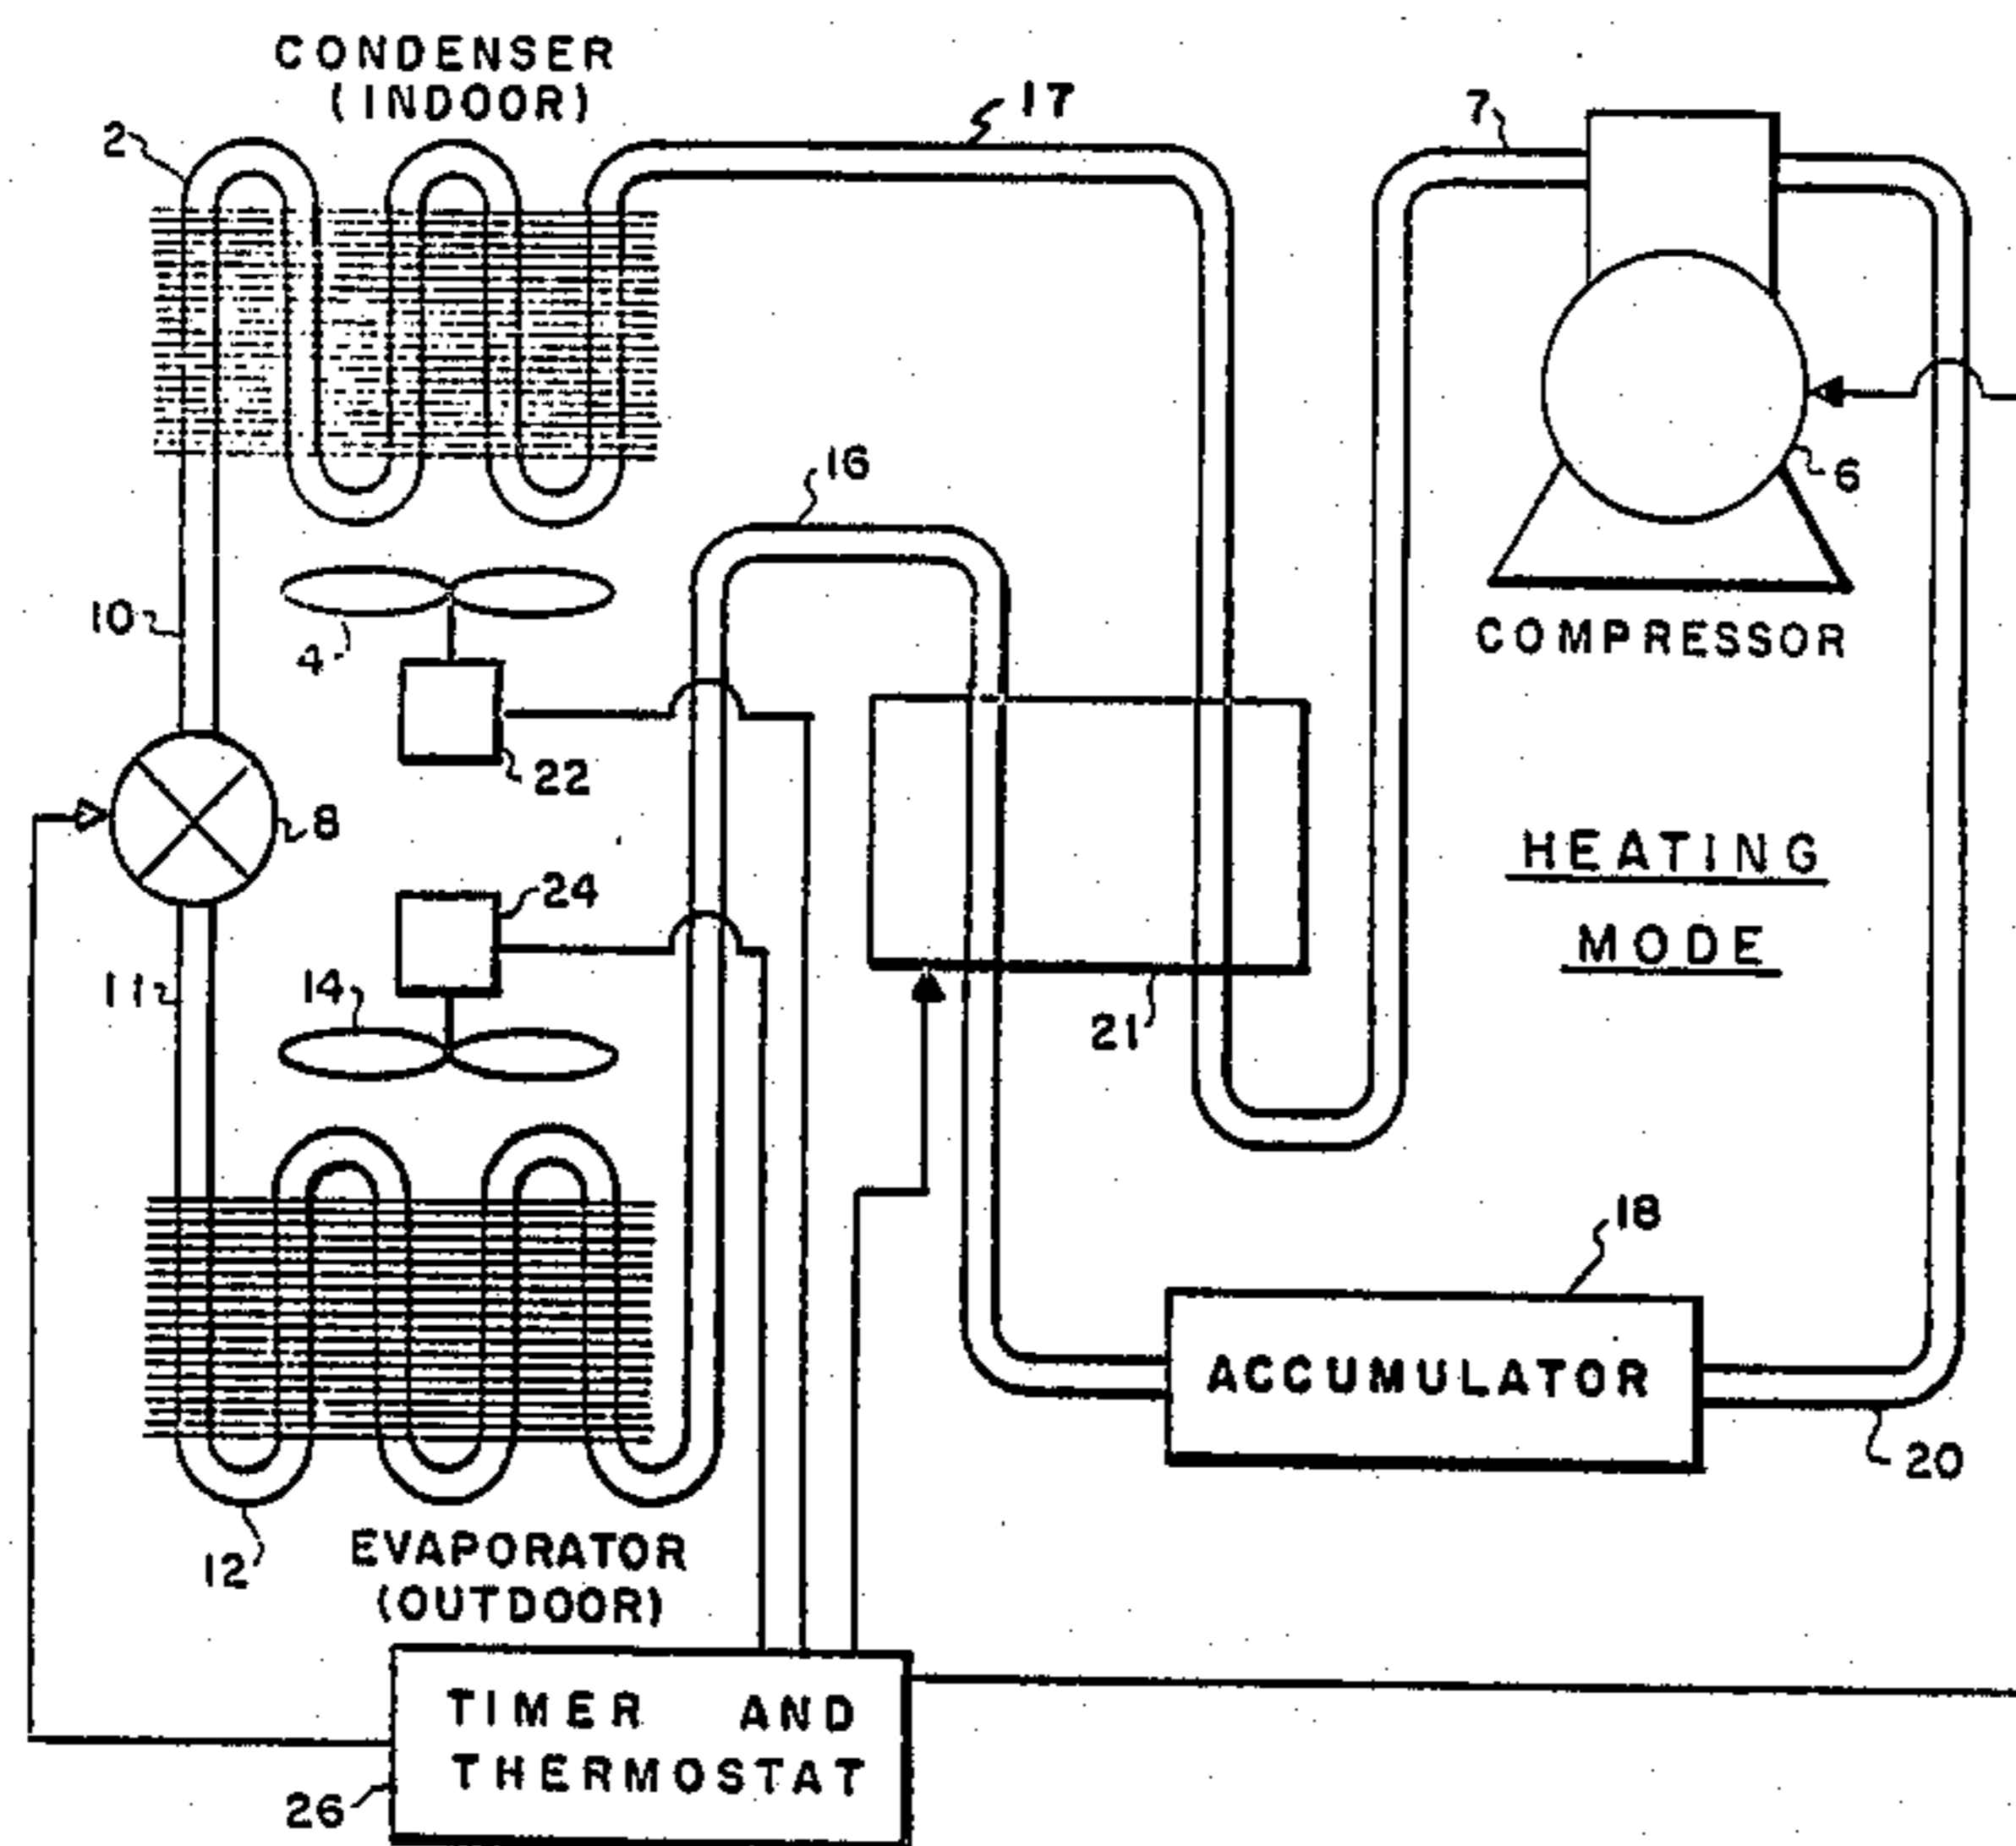 CONDENSER
(INDOOR)
2
17
7
16
6
10
4
COMPRESSOR
22
8
HEATING
MODE
24
11
14
21
18
ACCUMULATOR
20
12
EVAPORATOR
(OUTDOOR)
TIMER AND
THERMOSTAT
26